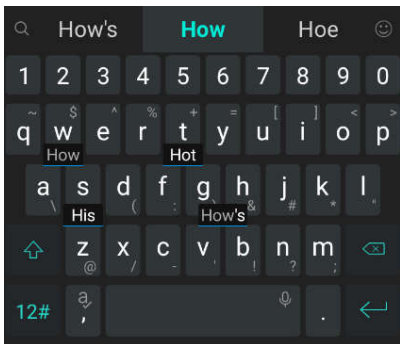 How's How Hoe
1 2 3 4 5 6 7 8 9 0
~ $ ^ % + = [ ] < >
q w e r t y u i o p
How Hot
a s d f g h j k l
\ ( : ) & # * "
His How's
z x c v b n m
@ / - ' ! ? ;
12# a , .